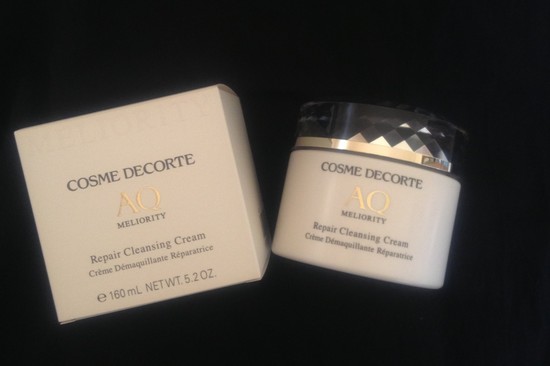 MELIORITY
COSME DECORTE
AQ
MELIORITY
Repair Cleansing Cream
Crème Démaquillante Réparatrice
e 160 mL NET WT. 5.2 OZ.
COSME DECORTE
AQ
MELIORITY
Repair Cleansing Cream
Crème Démaquillante Réparatrice